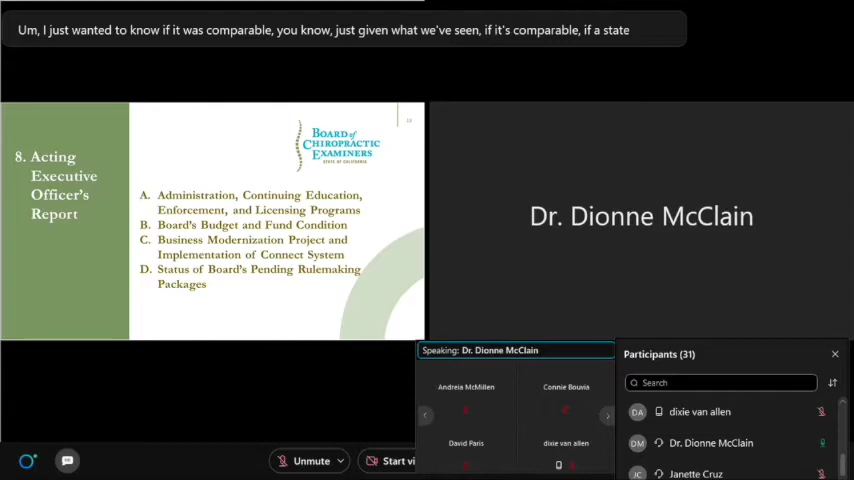 Um, I just wanted to know if it was comparable, you know, just given what we've seen, if it's comparable, if a state
8. Acting
Executive
Officer's
Report
13
BOARD of
CHIROPRACTIC
EXAMINERS
STATE OF CALIFORNIA
A. Administration, Continuing Education,
Enforcement, and Licensing Programs
B. Board's Budget and Fund Condition
C. Business Modernization Project and
Implementation of Connect System
D. Status of Board's Pending Rulemaking
Packages
Dr. Dionne McClain
Speaking: Dr. Dionne McClain
Andreia McMillen
Connie Bouvia
David Paris
dixie van allen
Participants (31)
Search
DA dixie van allen
DM Dr. Dionne McClain
JC Janette Cruz
Unmute
Start vi